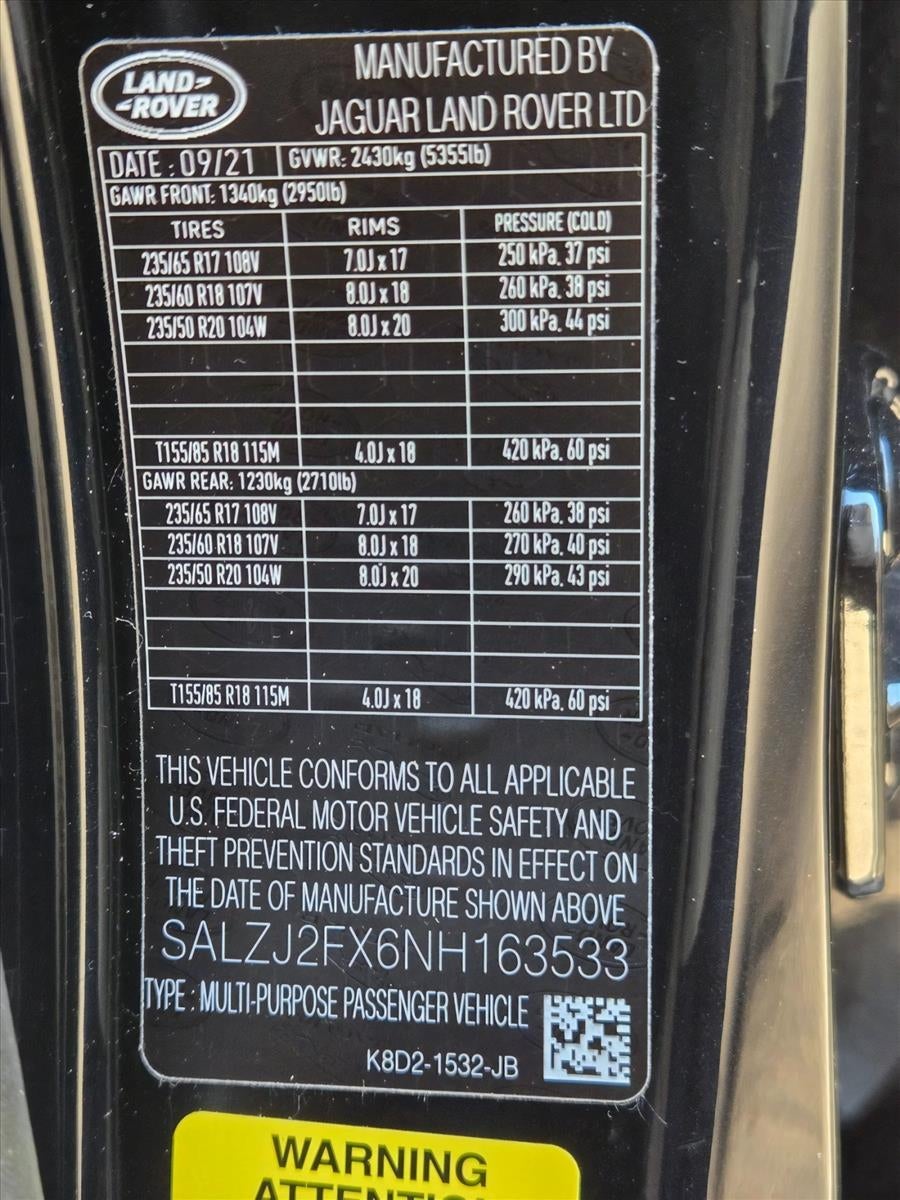 LAND-
-ROVER
MANUFACTURED BY
JAGUAR LAND ROVER LTD
DATE : 09/21 GVWR: 2430kg (5355lb)
GAWR FRONT: 1340kg (2950lb)
TIRES RIMS PRESSURE (COLD)
235/65 R17 108V 7.0J x 17 250 kPa, 37 psi
235/60 R18 107V 8.0J x 18 260 kPa, 38 psi
235/50 R20 104W 8.0J x 20 300 kPa, 44 psi
T155/85 R18 115M 4.0J x 18 420 kPa, 60 psi
GAWR REAR: 1230kg (2710lb)
235/65 R17 108V 7.0J x 17 260 kPa, 38 psi
235/60 R18 107V 8.0J x 18 270 kPa, 40 psi
235/50 R20 104W 8.0J x 20 290 kPa, 43 psi
T155/85 R18 115M 4.0J x 18 420 kPa, 60 psi
THIS VEHICLE CONFORMS TO ALL APPLICABLE
U.S. FEDERAL MOTOR VEHICLE SAFETY AND
THEFT PREVENTION STANDARDS IN EFFECT ON
THE DATE OF MANUFACTURE SHOWN ABOVE
SALZJ2FX6NH163533
TYPE : MULTI-PURPOSE PASSENGER VEHICLE
K8D2-1532-JB
WARNING